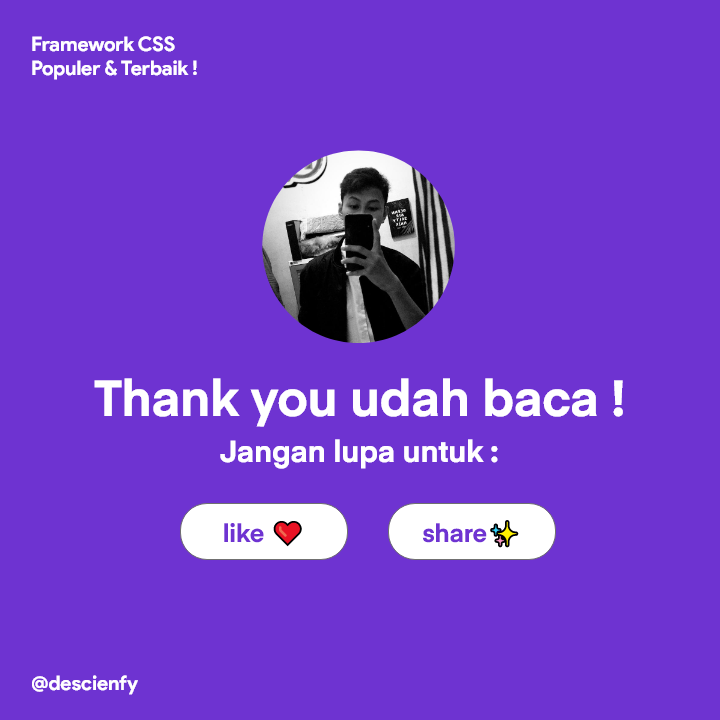 Framework CSS
Populer & Terbaik !
Thank you udah baca !
Jangan lupa untuk :
like ❤️
share✨
@descienfy